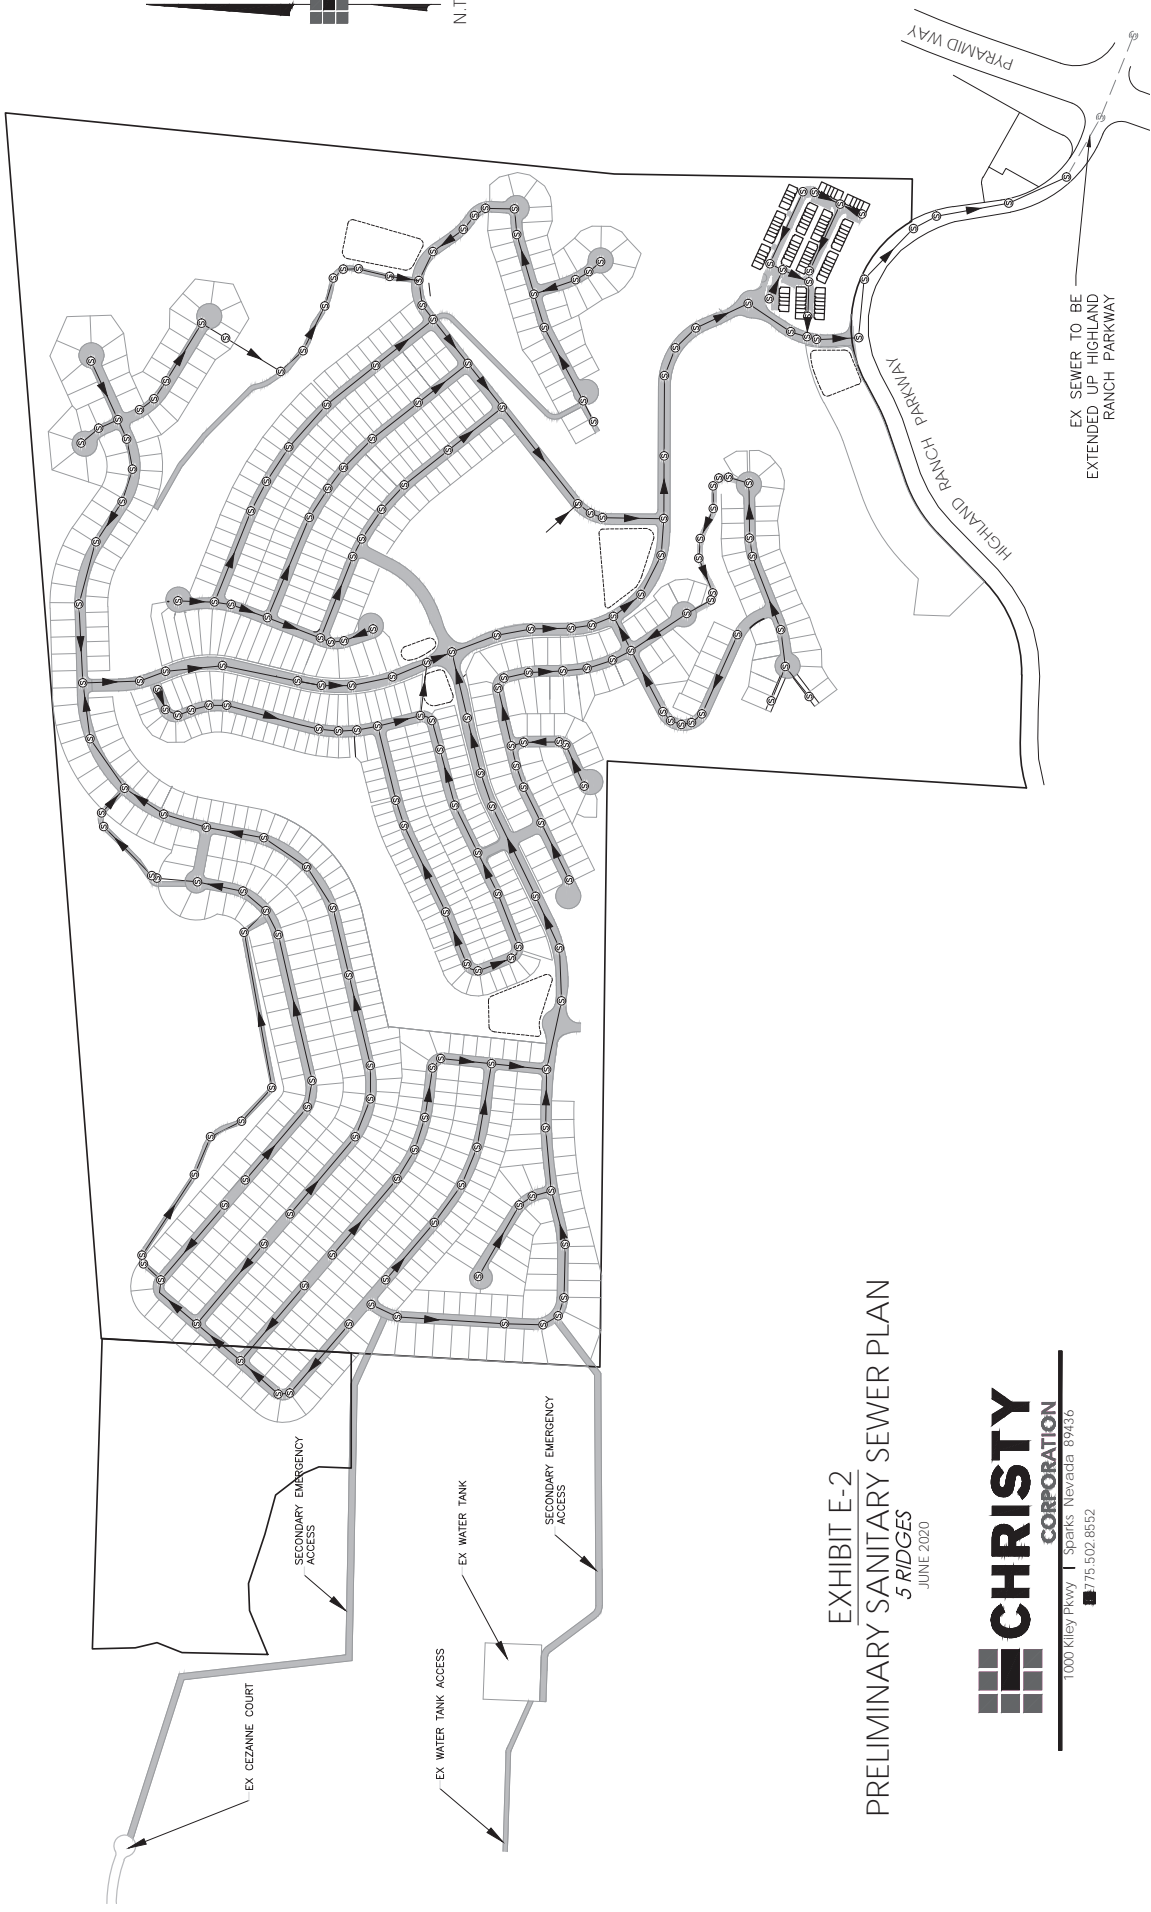 N.T
PYRAMID WAY
HIGHLAND RANCH PARKWAY
EX SEWER TO BE
EXTENDED UP HIGHLAND
RANCH PARKWAY
SECONDARY EMERGENCY
ACCESS
EX WATER TANK
SECONDARY EMERGENCY
ACCESS
EX CEZANNE COURT
EX WATER TANK ACCESS
EXHIBIT E-2
PRELIMINARY SANITARY SEWER PLAN
5 RIDGES
JUNE 2020
CHRISTY
CORPORATION
1000 Kiley Pkwy | Sparks Nevada 89436
775.502.8552